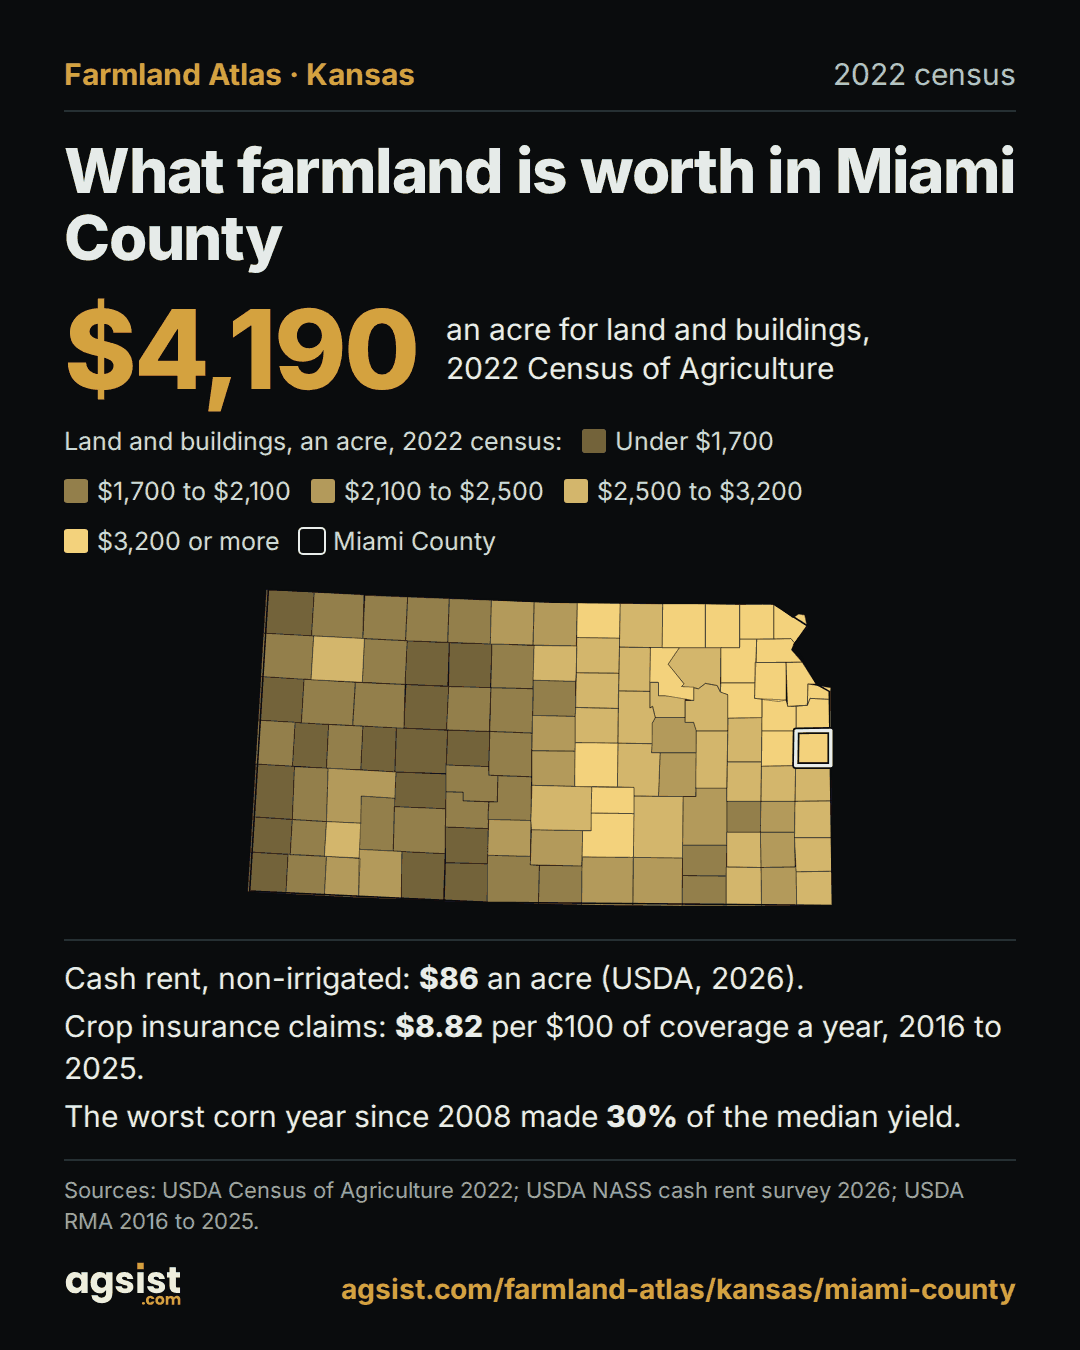 Farmland Atlas · Kansas
2022 census
What farmland is worth in Miami
County
$4,190
an acre for land and buildings,
2022 Census of Agriculture
Land and buildings, an acre, 2022 census: Under $1,700
$1,700 to $2,100 $2,100 to $2,500 $2,500 to $3,200
$3,200 or more Miami County
Cash rent, non-irrigated: $86 an acre (USDA, 2026).
Crop insurance claims: $8.82 per $100 of coverage a year, 2016 to
2025.
The worst corn year since 2008 made 30% of the median yield.
Sources: USDA Census of Agriculture 2022; USDA NASS cash rent survey 2026; USDA
RMA 2016 to 2025.
agsist
.com
agsist.com/farmland-atlas/kansas/miami-county